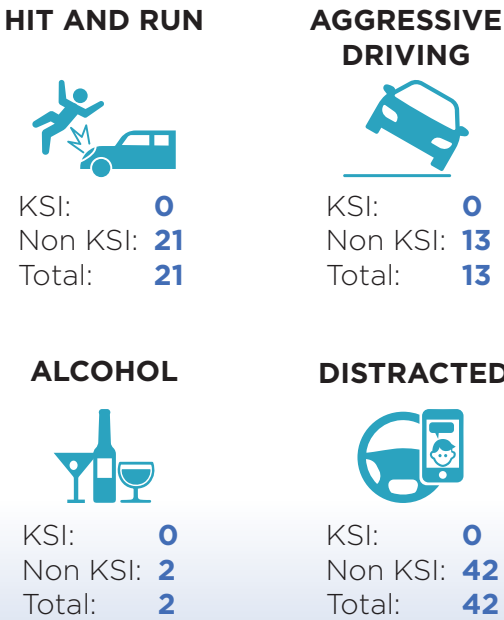 HIT AND RUN
KSI: 0
Non KSI: 21
Total: 21
AGGRESSIVE
DRIVING
KSI: 0
Non KSI: 13
Total: 13
ALCOHOL
KSI: 0
Non KSI: 2
Total: 2
DISTRACTED
KSI: 0
Non KSI: 42
Total: 42